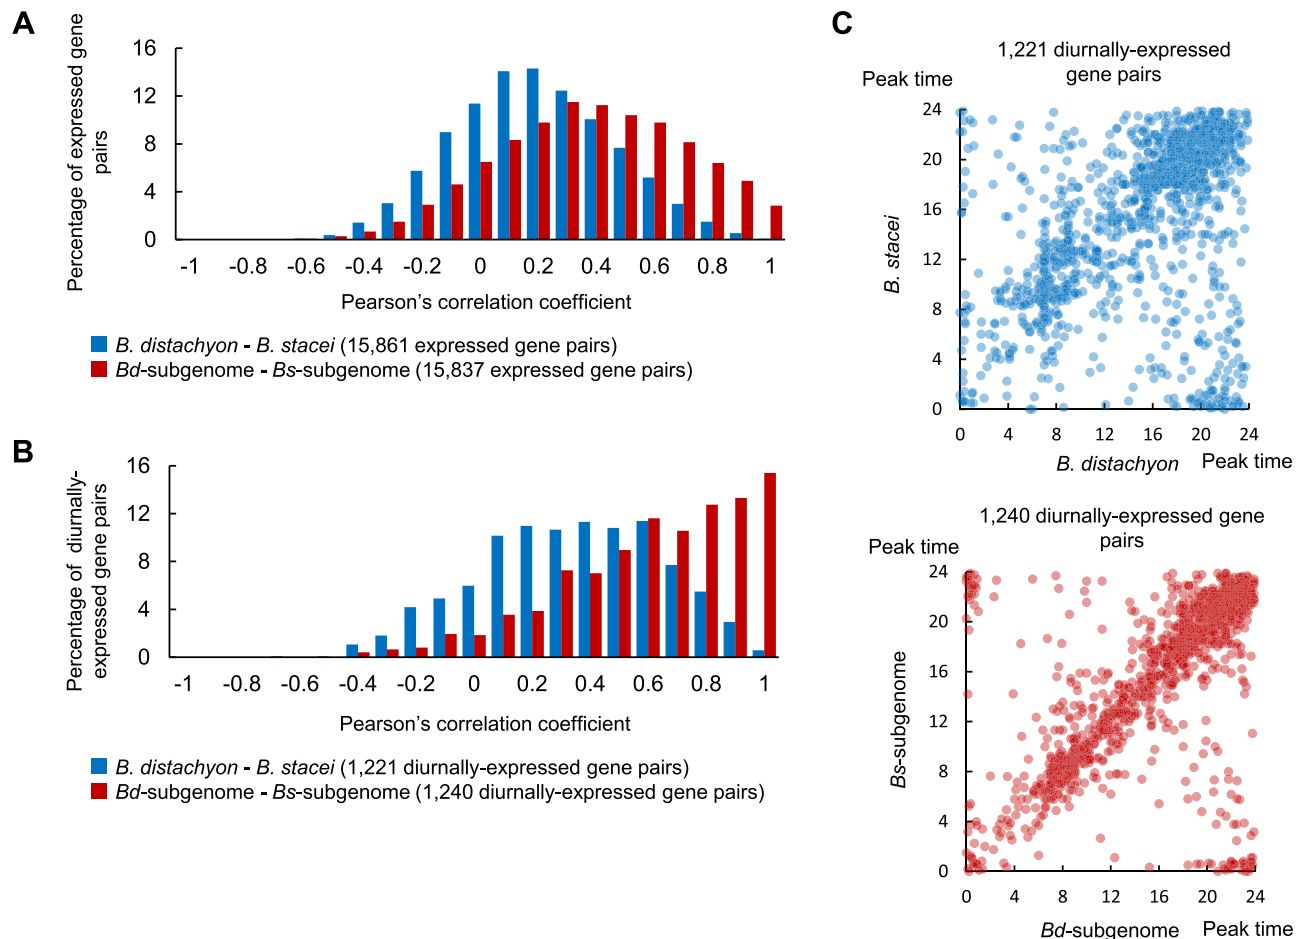 A
Percentage of expressed gene
pairs
16
12
8
4
0
-1 -0.8 -0.6 -0.4 -0.2 0 0.2 0.4 0.6 0.8 1
Pearson’s correlation coefficient
B. distachyon - B. stacei (15,861 expressed gene pairs)
Bd-subgenome - Bs-subgenome (15,837 expressed gene pairs)
B
Percentage of diurnally-
expressed gene pairs
16
12
8
4
0
-1 -0.8 -0.6 -0.4 -0.2 0 0.2 0.4 0.6 0.8 1
Pearson’s correlation coefficient
B. distachyon - B. stacei (1,221 diurnally-expressed gene pairs)
Bd-subgenome - Bs-subgenome (1,240 diurnally-expressed gene pairs)
C
1,221 diurnally-expressed
gene pairs
Peak time
24
20
16
12
8
4
0
B. stacei
0 4 8 12 16 20 24
B. distachyon Peak time
1,240 diurnally-expressed gene
pairs
Peak time
24
20
16
12
8
4
0
Bs-subgenome
0 4 8 12 16 20 24
Bd-subgenome Peak time